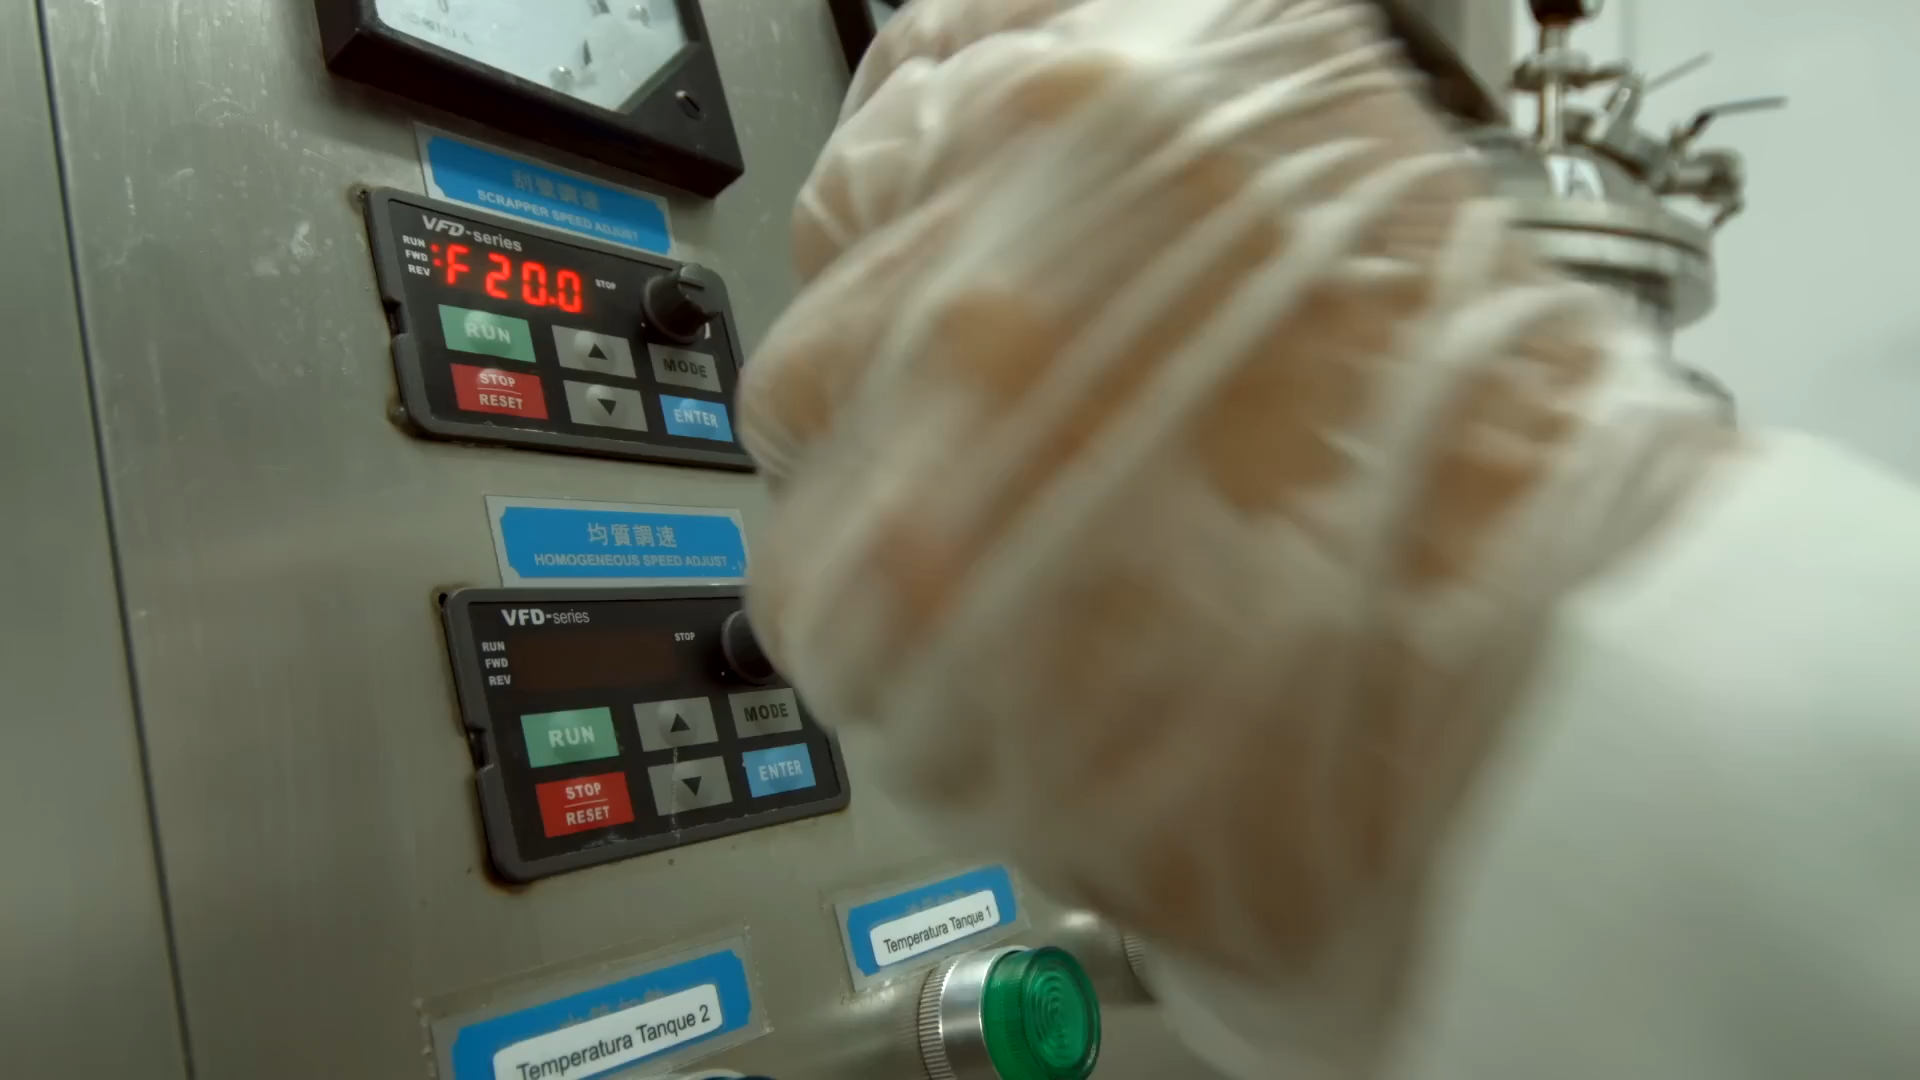 刮壁調速
SCRAPPER SPEED ADJUST
VFD-series
RUN
FWD
REV
F 20.0
STOP
RUN
MODE
STOP
RESET
ENTER
均質調速
HOMOGENEOUS SPEED ADJUST
VFD-series
STOP
RUN
FWD
REV
RUN
MODE
STOP
RESET
ENTER
Temperatura Tanque 1
Temperatura Tanque 2
A